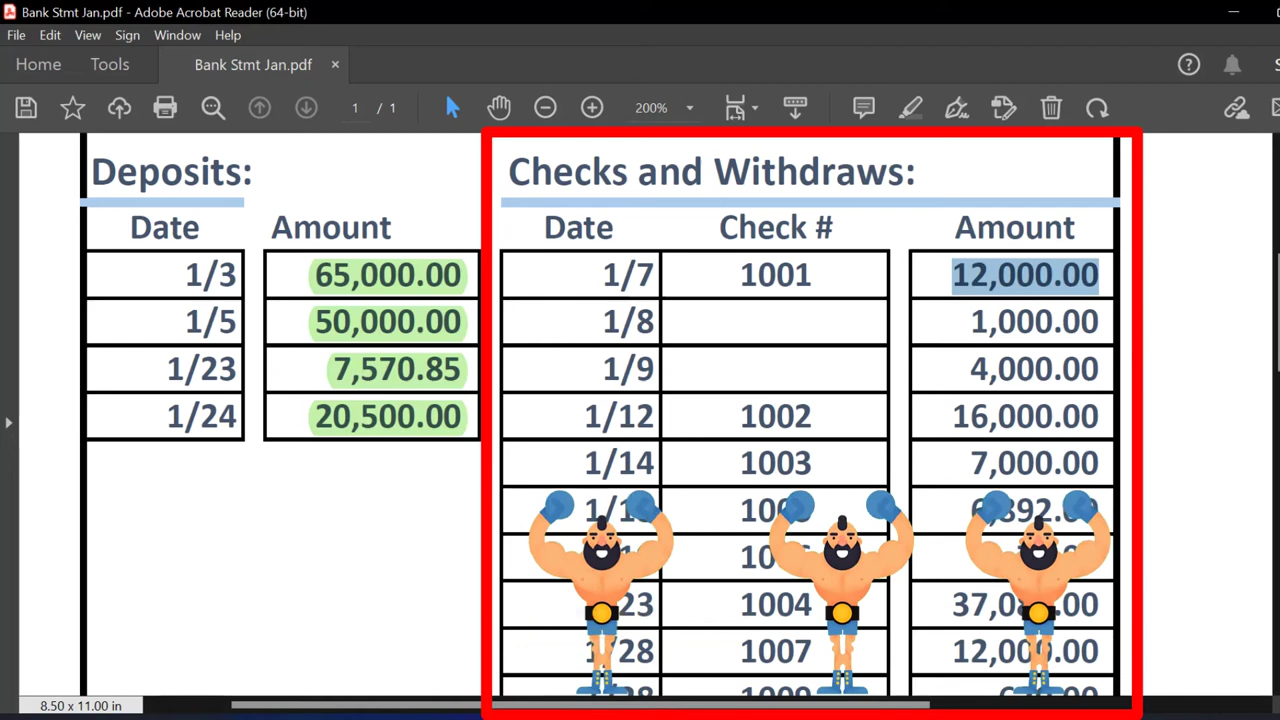 Bank Stmt Jan.pdf - Adobe Acrobat Reader (64-bit)
File Edit View Sign Window Help
Home Tools Bank Stmt Jan.pdf ×
1 / 1 200%
Deposits:
Date Amount
1/3 65,000.00
1/5 50,000.00
1/23 7,570.85
1/24 20,500.00
Checks and Withdraws:
Date Check # Amount
1/7 1001 12,000.00
1/8 1,000.00
1/9 4,000.00
1/12 1002 16,000.00
1/14 1003 7,000.00
1004
1/28 1007
8.50 x 11.00 in